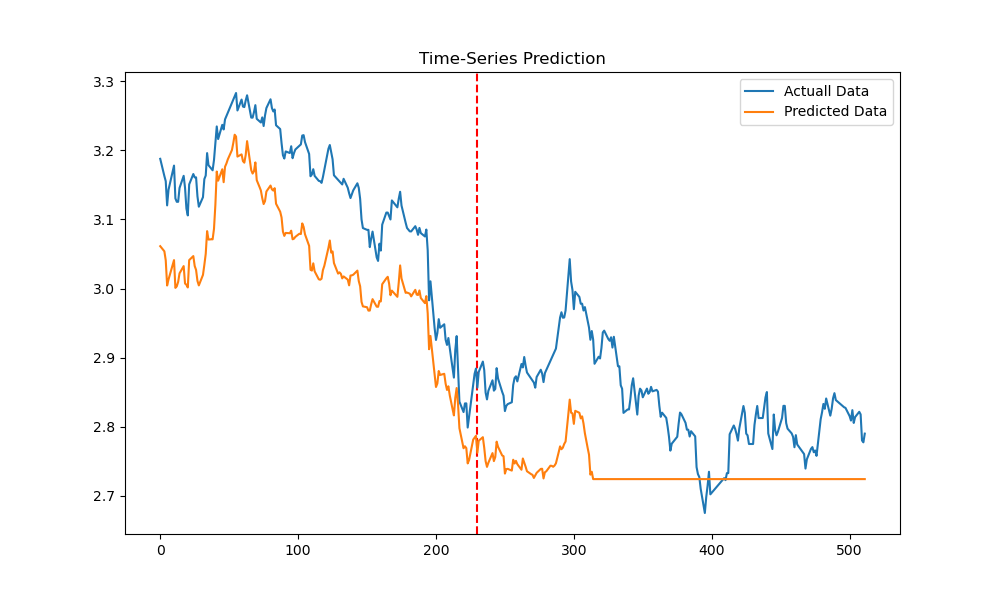 Time-Series Prediction
Actuall Data
Predicted Data
3.3
3.2
3.1
3.0
2.9
2.8
2.7
0 100 200 300 400 500